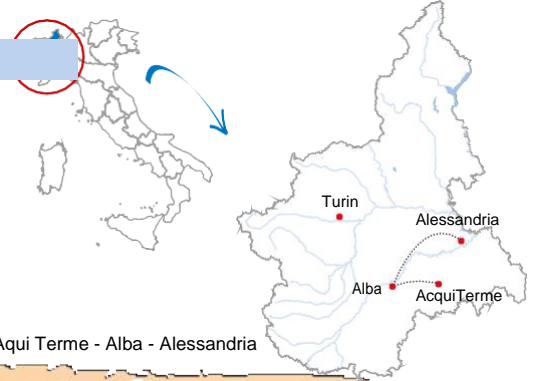 Turin
Alessandria
Alba
AcquiTerme
Aqui Terme - Alba - Alessandria